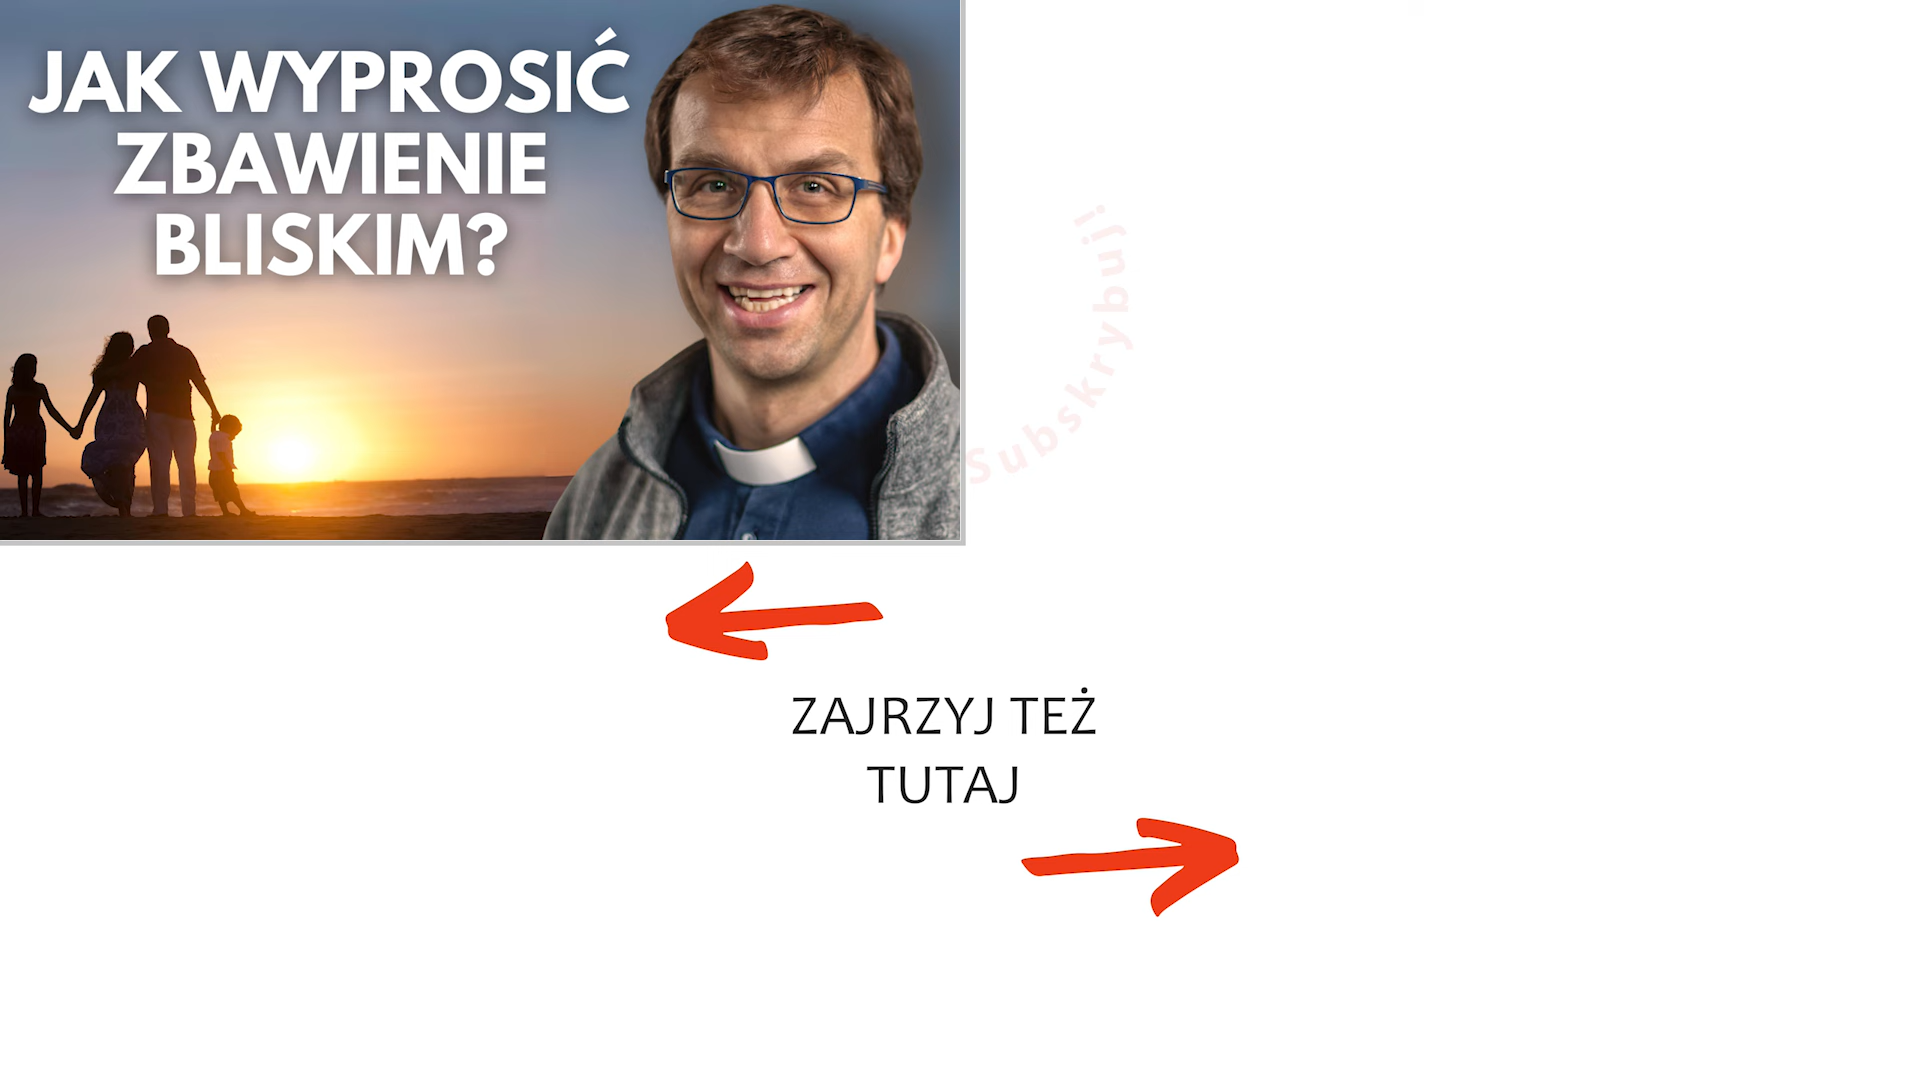 JAK WYPROSIĆ
ZBAWIENIE
BLISKIM?
Subskrybuj!
ZAJRZYJ TEŻ
TUTAJ